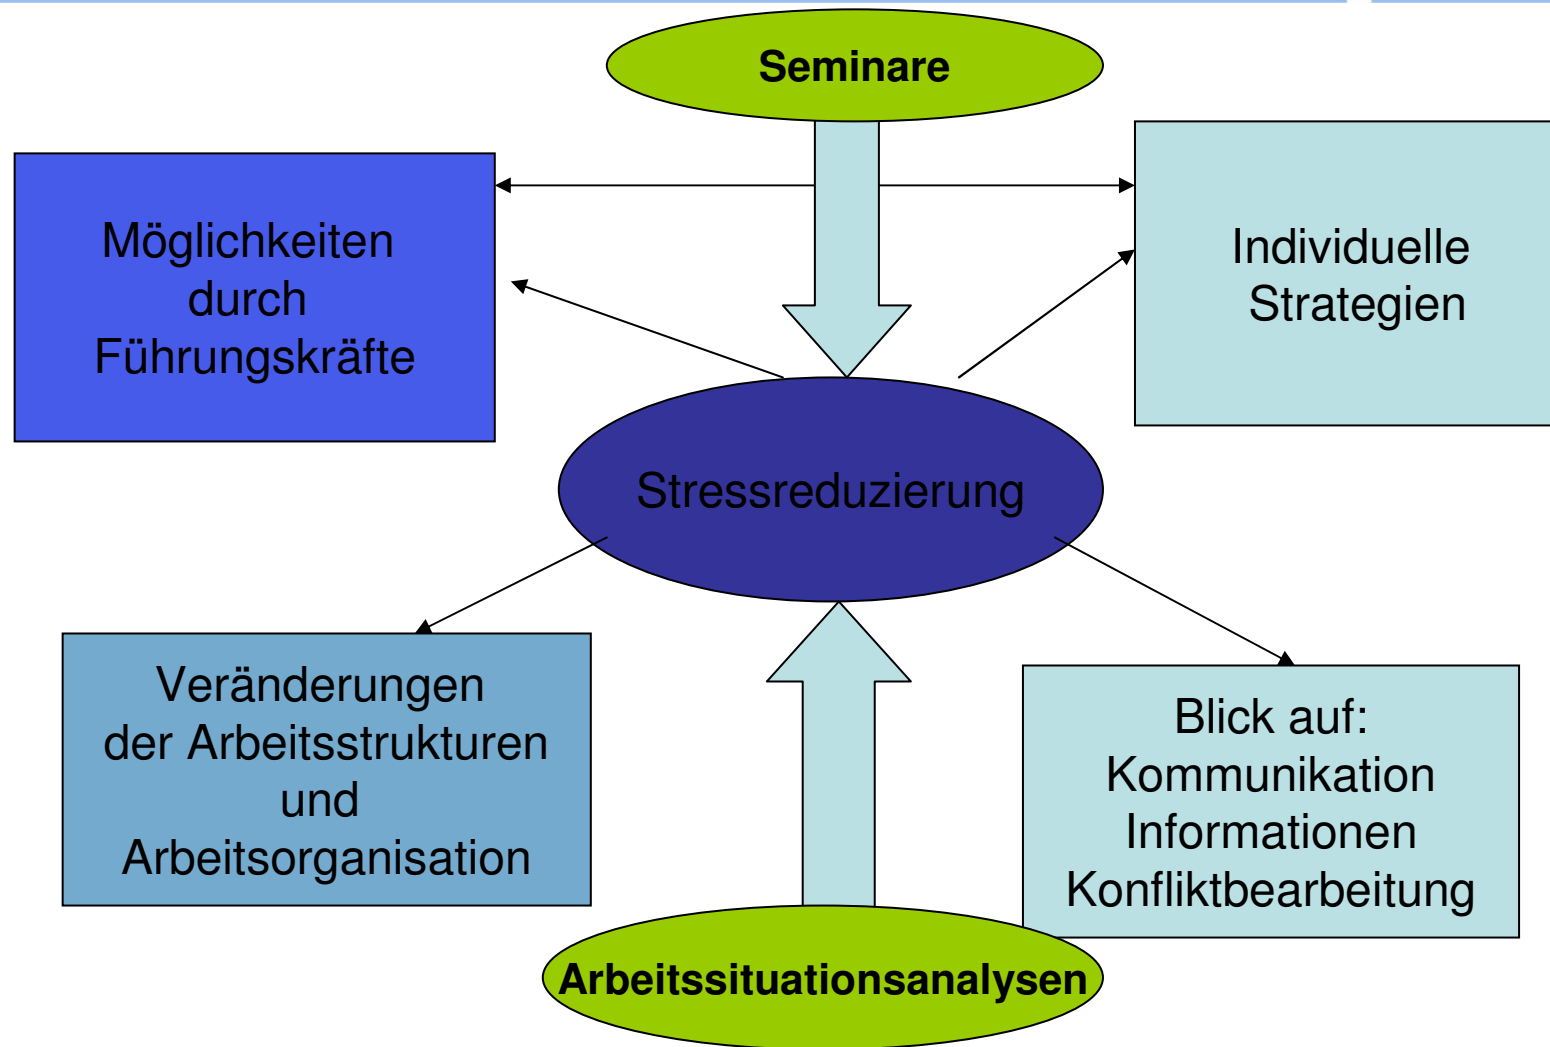 Seminare
Möglichkeiten
durch
Führungskräfte
Individuelle
Strategien
Stressreduzierung
Veränderungen
der Arbeitsstrukturen
und
Arbeitsorganisation
Blick auf:
Kommunikation
Informationen
Konfliktbearbeitung
Arbeitssituationsanalysen